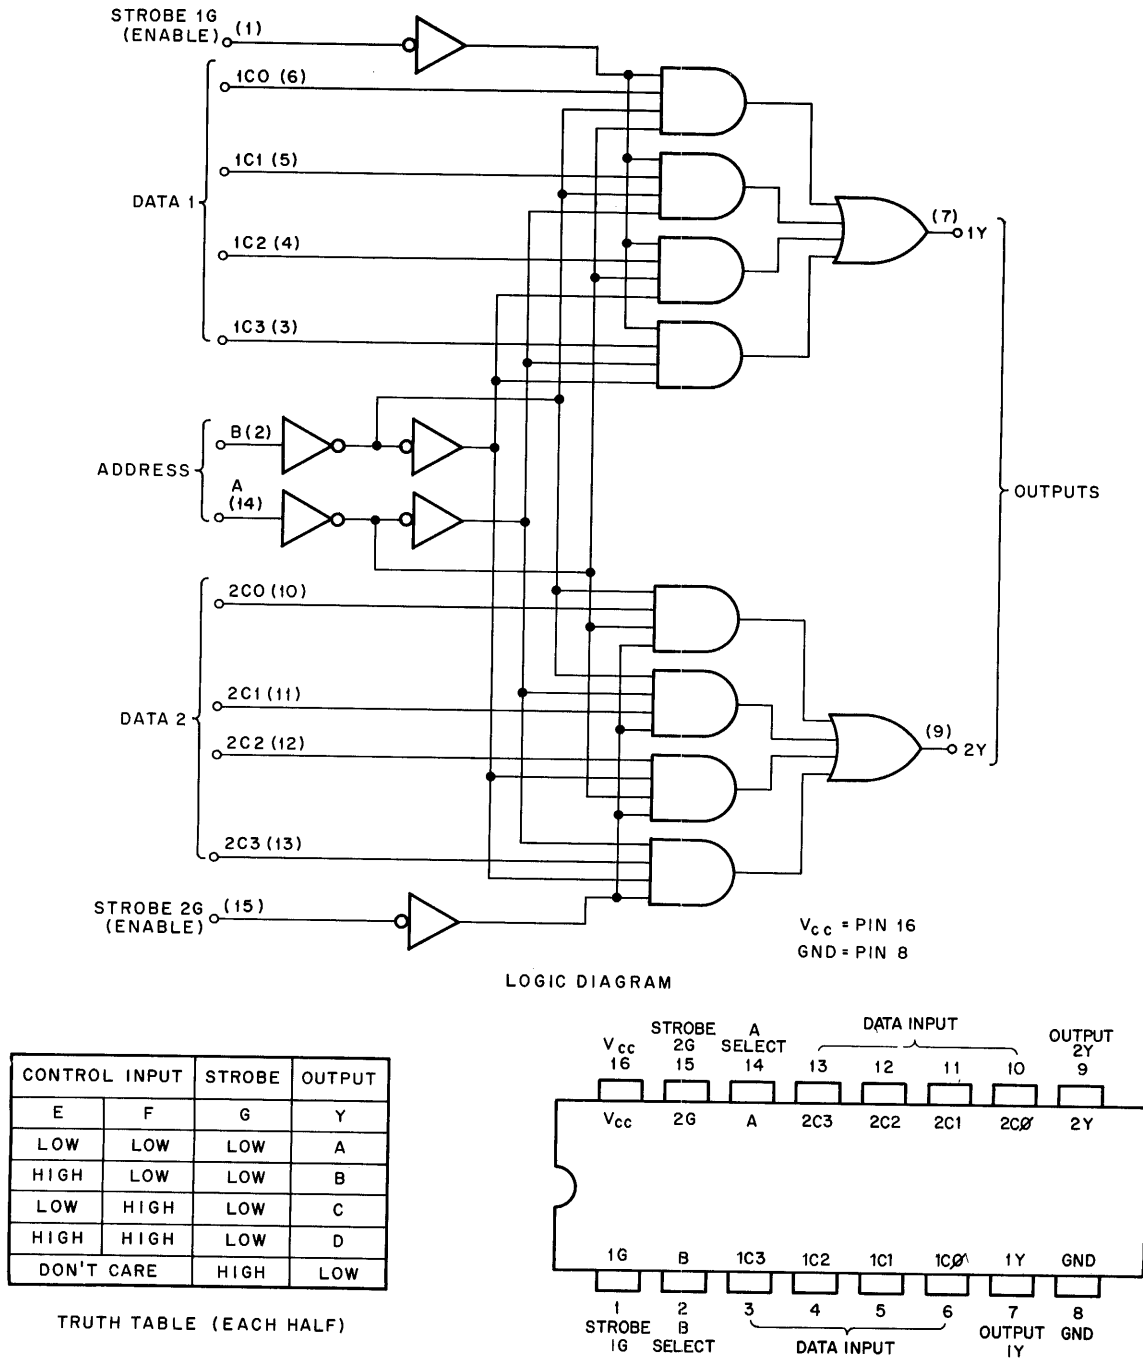 STROBE 1G
(ENABLE)
(1)
1C0 (6)
1C1 (5)
DATA 1
1C2 (4)
1C3 (3)
(7)
1Y
B(2)
ADDRESS
A
(14)
OUTPUTS
2C0 (10)
2C1 (11)
DATA 2
2C2 (12)
2C3 (13)
(9)
2Y
STROBE 2G
(ENABLE)
(15)
VCC = PIN 16
GND = PIN 8
LOGIC DIAGRAM
CONTROL INPUT STROBE OUTPUT
E F G Y
LOW LOW LOW A
HIGH LOW LOW B
LOW HIGH LOW C
HIGH HIGH LOW D
DON'T CARE HIGH LOW
TRUTH TABLE (EACH HALF)
VCC
16
STROBE
2G
15
A
SELECT
14
DATA INPUT
13 12 11 10
OUTPUT
2Y
9
VCC 2G A 2C3 2C2 2C1 2CØ 2Y
1G B 1C3 1C2 1C1 1CØ 1Y GND
1 2 3 4 5 6 7 8
STROBE
1G
B
SELECT
DATA INPUT
OUTPUT
1Y
GND